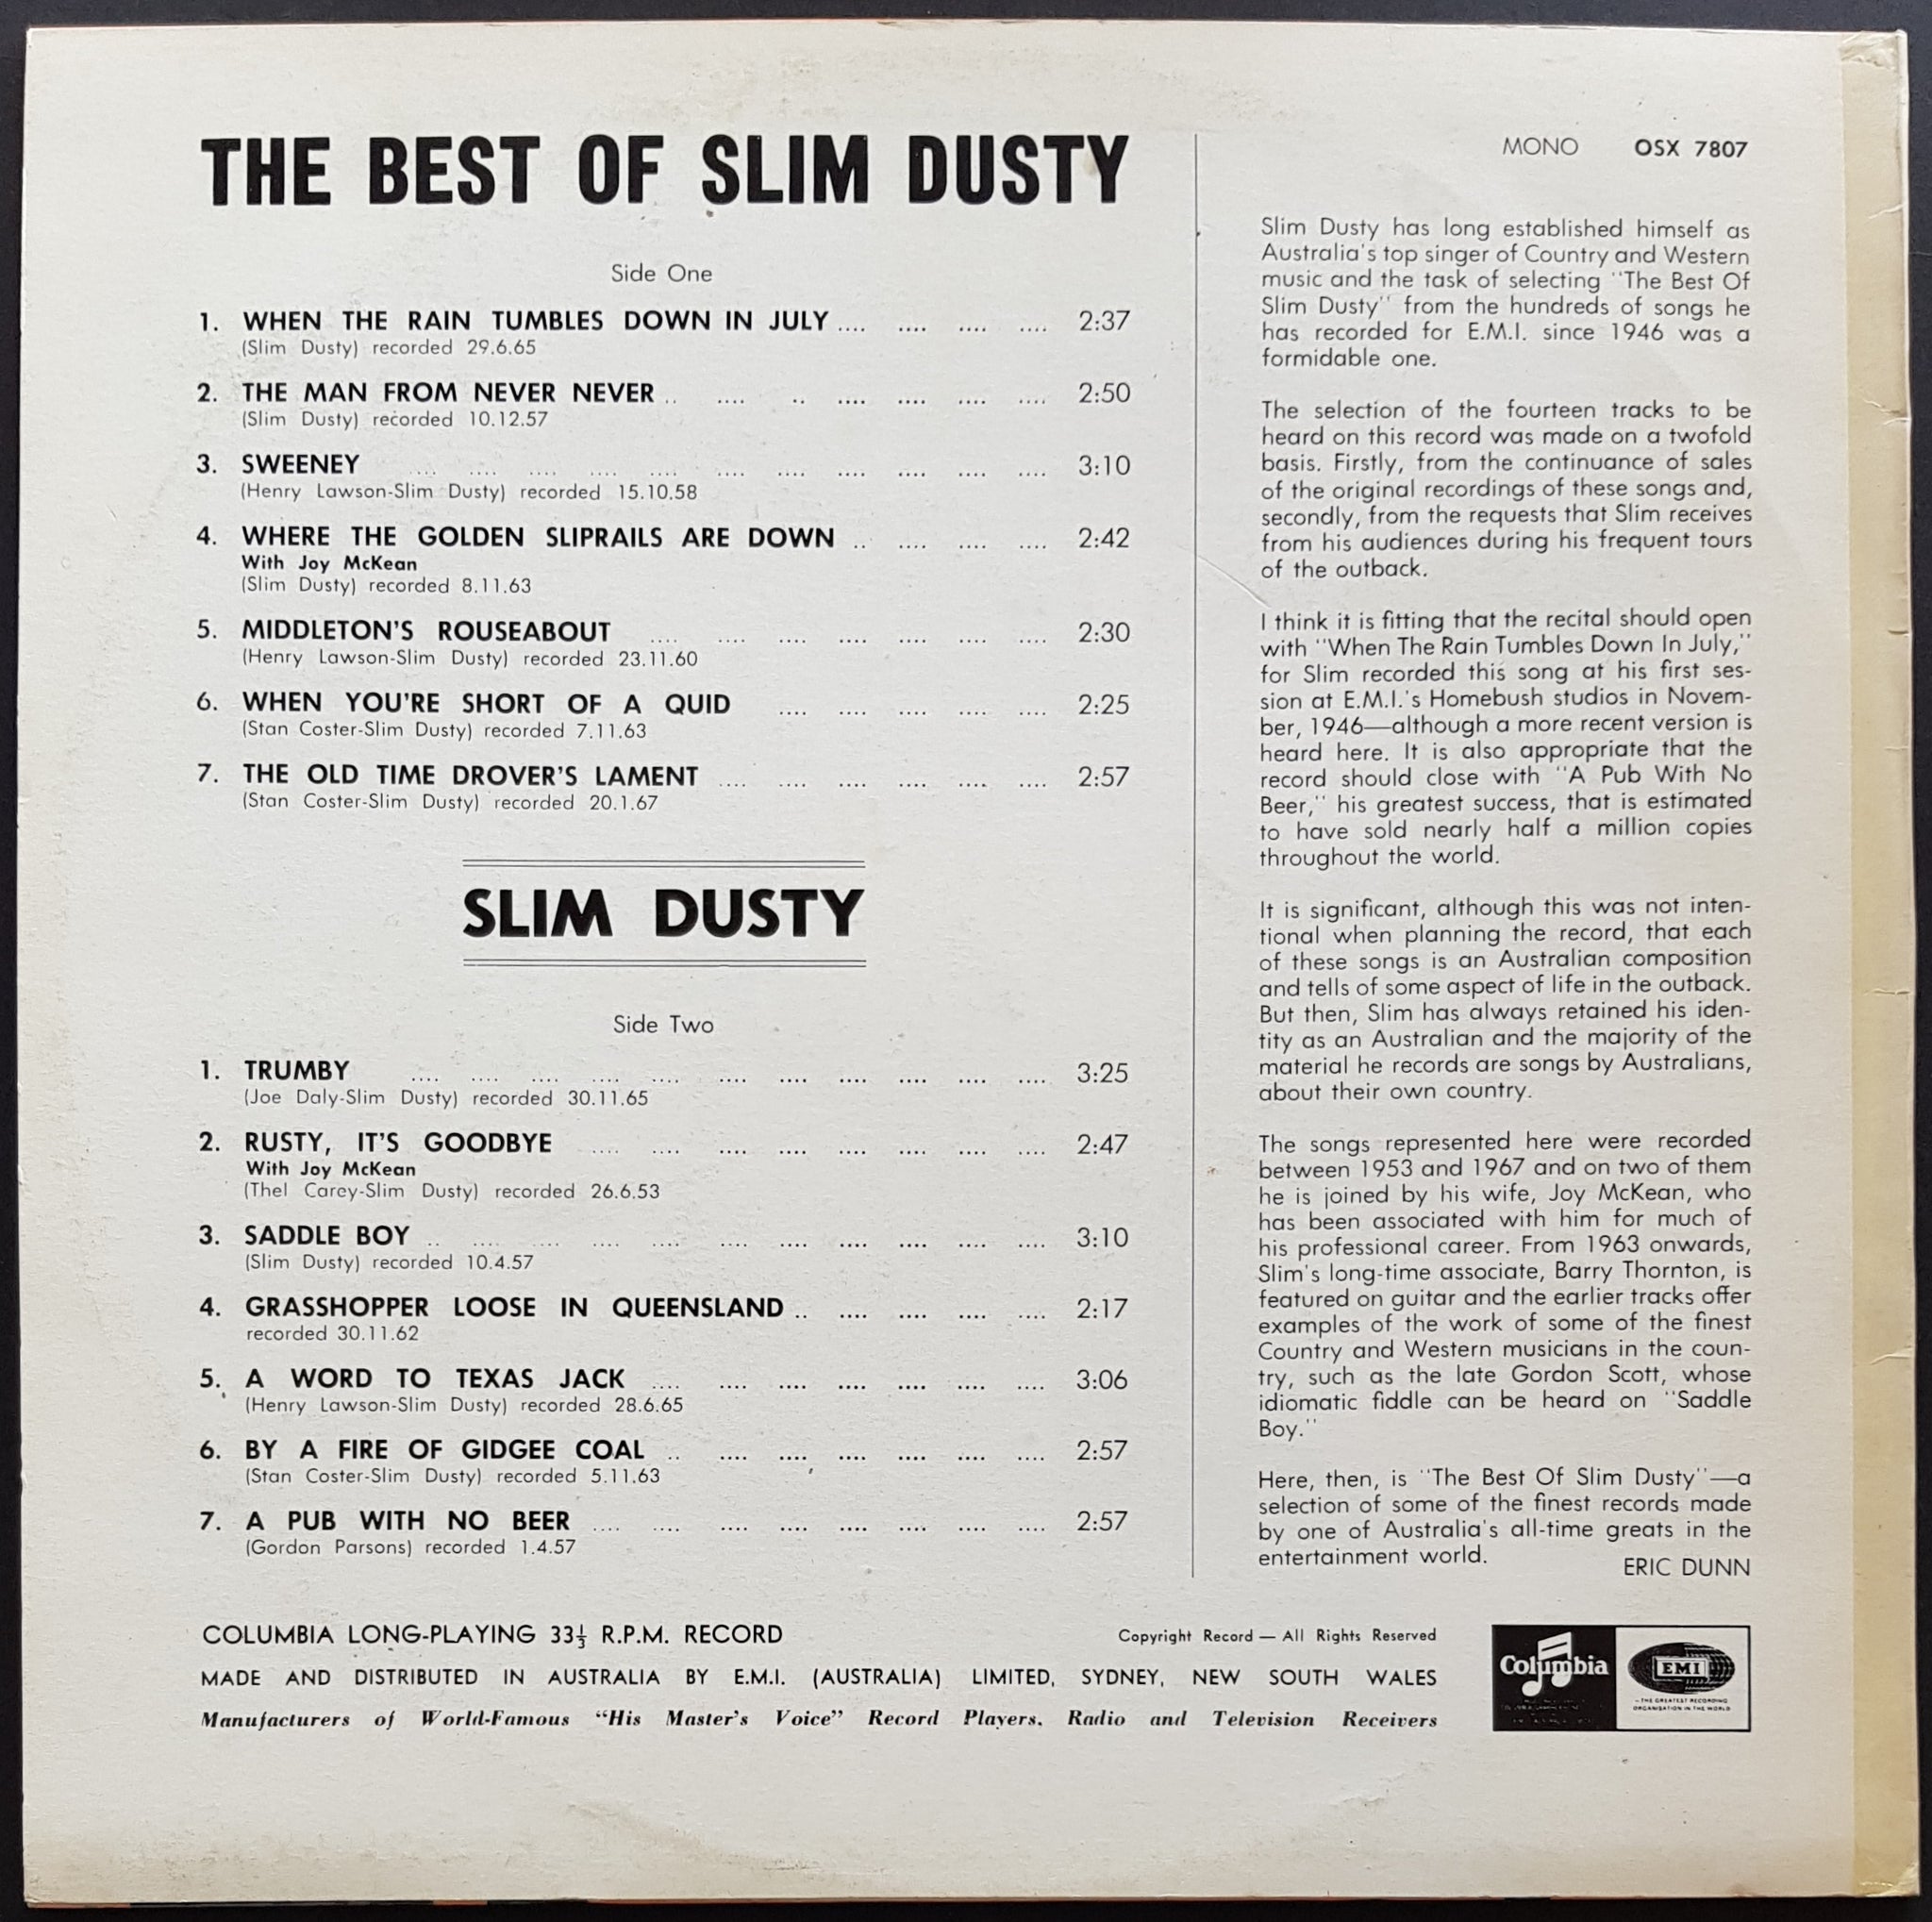 THE BEST OF SLIM DUSTY
Side One
1. WHEN THE RAIN TUMBLES DOWN IN JULY .... .... .... .... 2:37
(Slim Dusty) recorded 29.6.65
2. THE MAN FROM NEVER NEVER .. .... .. .... .... .... .... 2:50
(Slim Dusty) recorded 10.12.57
3. SWEENEY .... .... .... .... .... .... .... .... .... .... .... 3:10
(Henry Lawson-Slim Dusty) recorded 15.10.58
4. WHERE THE GOLDEN SLIPRAILS ARE DOWN .. .... .... .... 2:42
With Joy McKean
(Slim Dusty) recorded 8.11.63
5. MIDDLETON'S ROUSEABOUT .... .... .... .... .... .... .... 2:30
(Henry Lawson-Slim Dusty) recorded 23.11.60
6. WHEN YOU'RE SHORT OF A QUID .... .... .... .... .... 2:25
(Stan Coster-Slim Dusty) recorded 7.11.63
7. THE OLD TIME DROVER'S LAMENT .... .... .... .... .... .... 2:57
(Stan Coster-Slim Dusty) recorded 20.1.67
SLIM DUSTY
Side Two
1. TRUMBY .... .... .... .... .... .... .... .... .... .... .... 3:25
(Joe Daly-Slim Dusty) recorded 30.11.65
2. RUSTY, IT'S GOODBYE .... .... .... .... .... .... .... .... 2:47
With Joy McKean
(Thel Carey-Slim Dusty) recorded 26.6.53
3. SADDLE BOY .. .... .... .... .... .... .... .... .... .... .... 3:10
(Slim Dusty) recorded 10.4.57
4. GRASSHOPPER LOOSE IN QUEENSLAND .. .... .... .... .... 2:17
recorded 30.11.62
5. A WORD TO TEXAS JACK .... .... .... .... .... .... .... 3:06
(Henry Lawson-Slim Dusty) recorded 28.6.65
6. BY A FIRE OF GIDGEE COAL .. .... .... .... .... .... .... 2:57
(Stan Coster-Slim Dusty) recorded 5.11.63
7. A PUB WITH NO BEER .... .... .... .... .... .... .... .... 2:57
(Gordon Parsons) recorded 1.4.57
MONO OSX 7807
Slim Dusty has long established himself as
Australia's top singer of Country and Western
music and the task of selecting "The Best Of
Slim Dusty" from the hundreds of songs he
has recorded for E.M.I. since 1946 was a
formidable one.
The selection of the fourteen tracks to be
heard on this record was made on a twofold
basis. Firstly, from the continuance of sales
of the original recordings of these songs and,
secondly, from the requests that Slim receives
from his audiences during his frequent tours
of the outback.
I think it is fitting that the recital should open
with "When The Rain Tumbles Down In July,"
for Slim recorded this song at his first ses-
sion at E.M.I.'s Homebush studios in Novem-
ber, 1946—although a more recent version is
heard here. It is also appropriate that the
record should close with "A Pub With No
Beer," his greatest success, that is estimated
to have sold nearly half a million copies
throughout the world.
It is significant, although this was not inten-
tional when planning the record, that each
of these songs is an Australian composition
and tells of some aspect of life in the outback.
But then, Slim has always retained his iden-
tity as an Australian and the majority of the
material he records are songs by Australians,
about their own country.
The songs represented here were recorded
between 1953 and 1967 and on two of them
he is joined by his wife, Joy McKean, who
has been associated with him for much of
his professional career. From 1963 onwards,
Slim's long-time associate, Barry Thornton, is
featured on guitar and the earlier tracks offer
examples of the work of some of the finest
Country and Western musicians in the coun-
try, such as the late Gordon Scott, whose
idiomatic fiddle can be heard on "Saddle
Boy."
Here, then, is "The Best Of Slim Dusty"—a
selection of some of the finest records made
by one of Australia's all-time greats in the
entertainment world.
ERIC DUNN
COLUMBIA LONG-PLAYING 33⅓ R.P.M. RECORD
Copyright Record — All Rights Reserved
MADE AND DISTRIBUTED IN AUSTRALIA BY E.M.I. (AUSTRALIA) LIMITED, SYDNEY, NEW SOUTH WALES
Manufacturers of World-Famous "His Master's Voice" Record Players, Radio and Television Receivers
Columbia
EMI
—THE GREATEST RECORDING
ORGANISATION IN THE WORLD